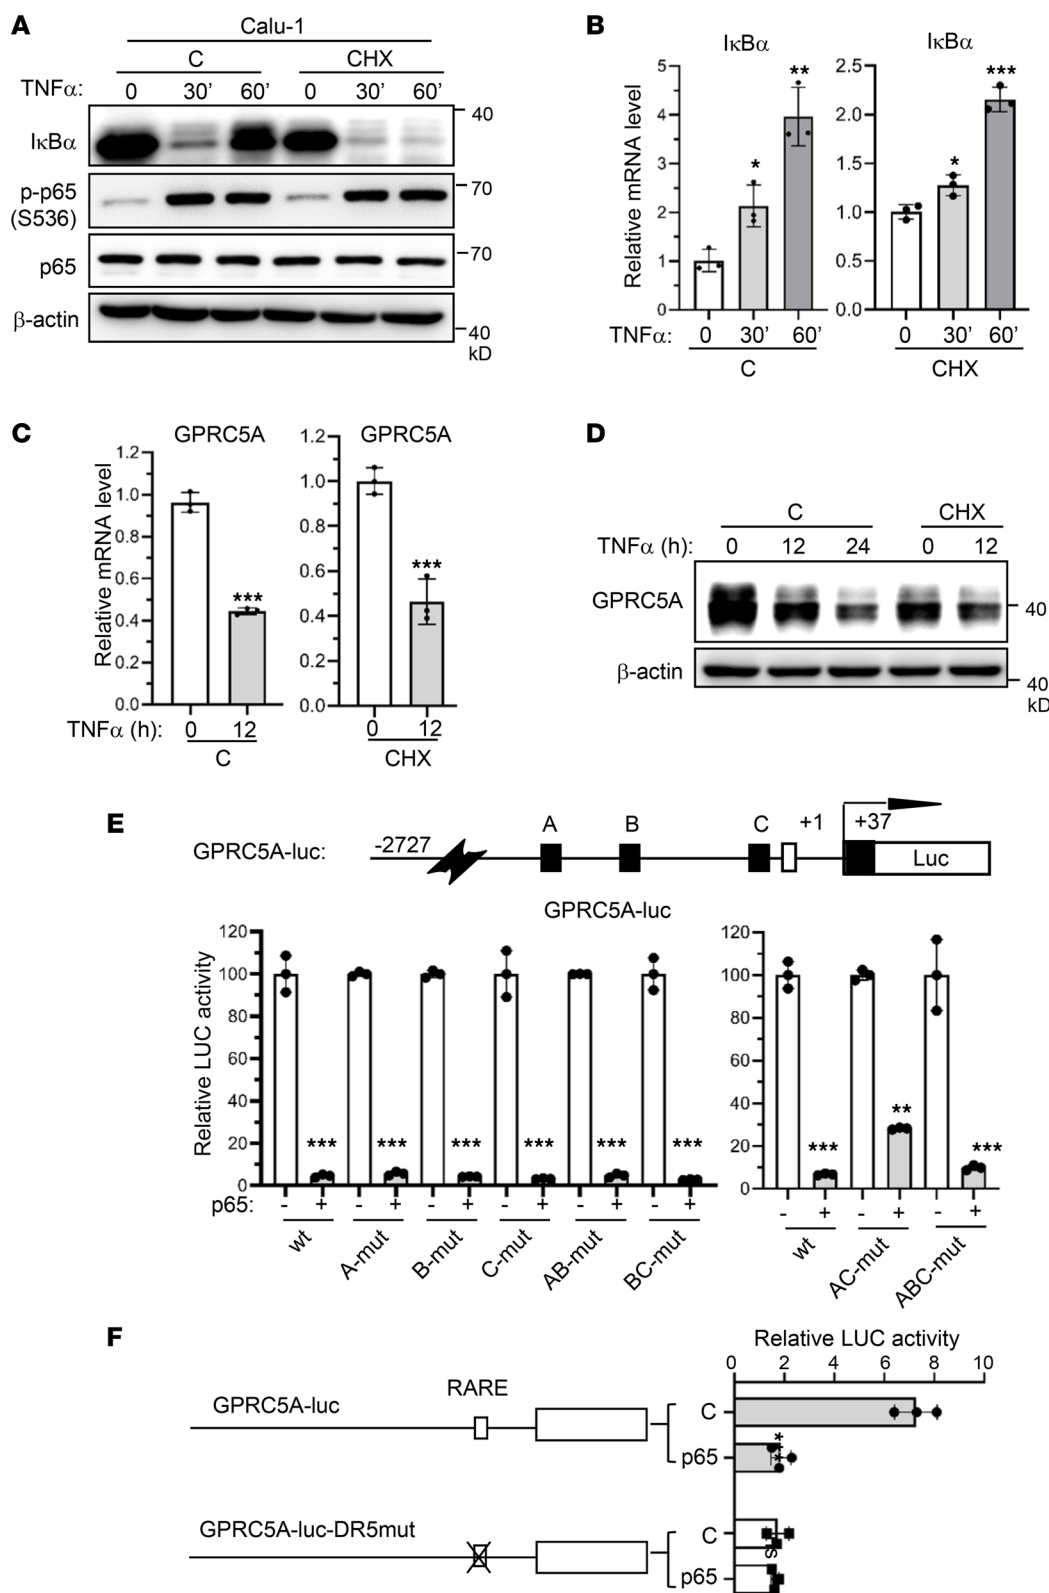 A
Calu-1
C CHX
TNFα: 0 30' 60' 0 30' 60'
IκBα
40
p-p65
(S536)
70
p65
70
β-actin
40
kD
B
IκBα
Relative mRNA level
5
4
3
2
1
0
* **
TNFα: 0 30' 60'
C
IκBα
2.5
2.0
1.5
1.0
0.5
0.0
* ***
0 30' 60'
CHX
C
GPRC5A
Relative mRNA level
1.2
1.0
0.8
0.6
0.4
0.2
0.0
***
TNFα (h): 0 12
C
GPRC5A
1.2
1.0
0.8
0.6
0.4
0.2
0.0
***
0 12
CHX
D
C CHX
TNFα (h): 0 12 24 0 12
GPRC5A
40
β-actin
40
kD
E
A B C +1 +37
GPRC5A-luc: -2727 Luc
GPRC5A-luc
Relative LUC activity
120
100
80
60
40
20
0
*** *** *** *** *** ***
p65: - + - + - + - + - + - +
wt A-mut B-mut C-mut AB-mut BC-mut
120
100
80
60
40
20
0
*** ** ***
- + - + - +
wt AC-mut ABC-mut
F
Relative LUC activity
0 2 4 6 8 10
RARE
GPRC5A-luc
C
p65
***
GPRC5A-luc-DR5mut
C
p65